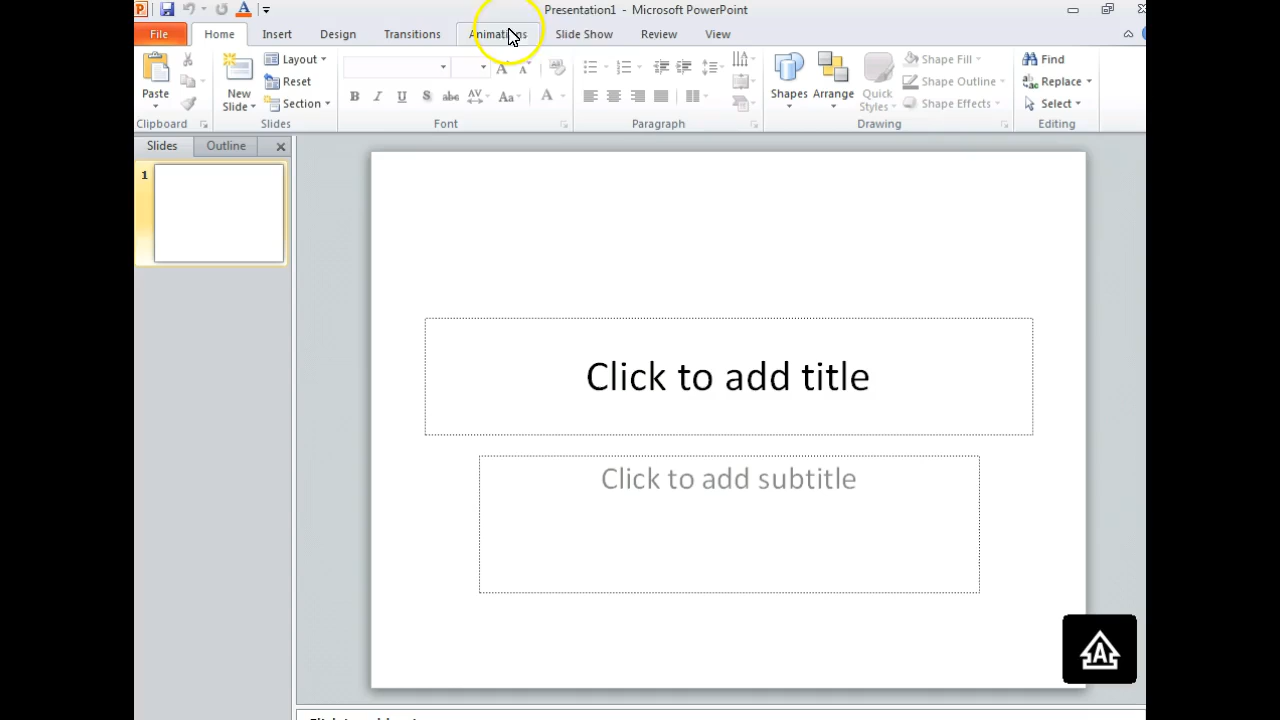 Presentation1 - Microsoft PowerPoint
File Home Insert Design Transitions Animations Slide Show Review View
Paste
New Slide
Layout
Reset
Section
Shapes
Arrange
Quick Styles
Shape Fill
Shape Outline
Shape Effects
Find
Replace
Select
Clipboard Slides Font Paragraph Drawing Editing
Slides Outline
1
Click to add title
Click to add subtitle
A